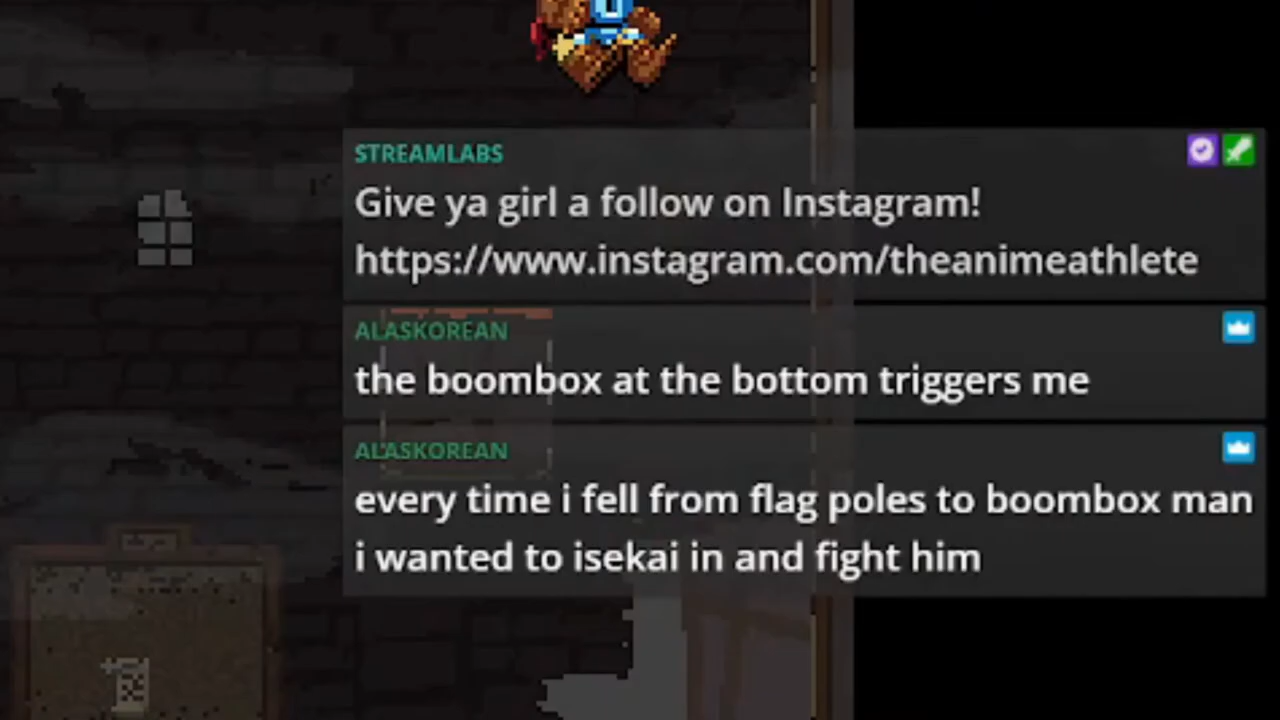 STREAMLABS
Give ya girl a follow on Instagram!
https://www.instagram.com/theanimeathlete
ALASKOREAN
the boombox at the bottom triggers me
ALASKOREAN
every time i fell from flag poles to boombox man
i wanted to isekai in and fight him